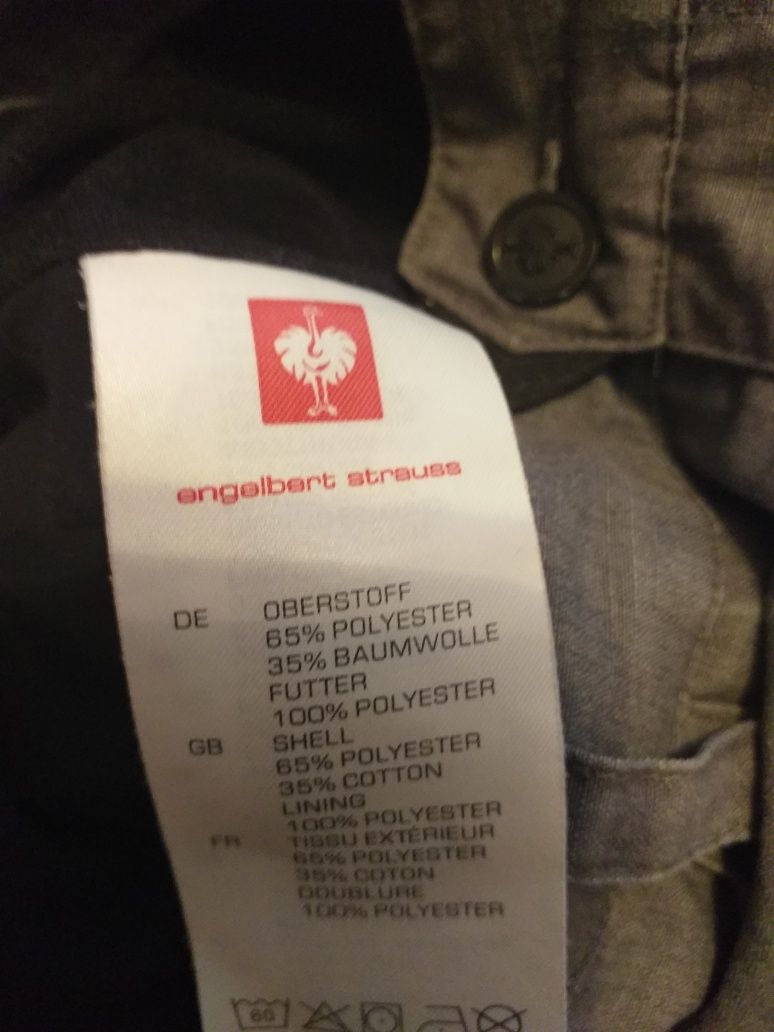 engelbert strauss
DE OBERSTOFF
65% POLYESTER
35% BAUMWOLLE
FUTTER
100% POLYESTER
GB SHELL
65% POLYESTER
35% COTTON
LINING
100% POLYESTER
FR TISSU EXTÉRIEUR
65% POLYESTER
35% COTON
DOUBLURE
100% POLYESTER
60